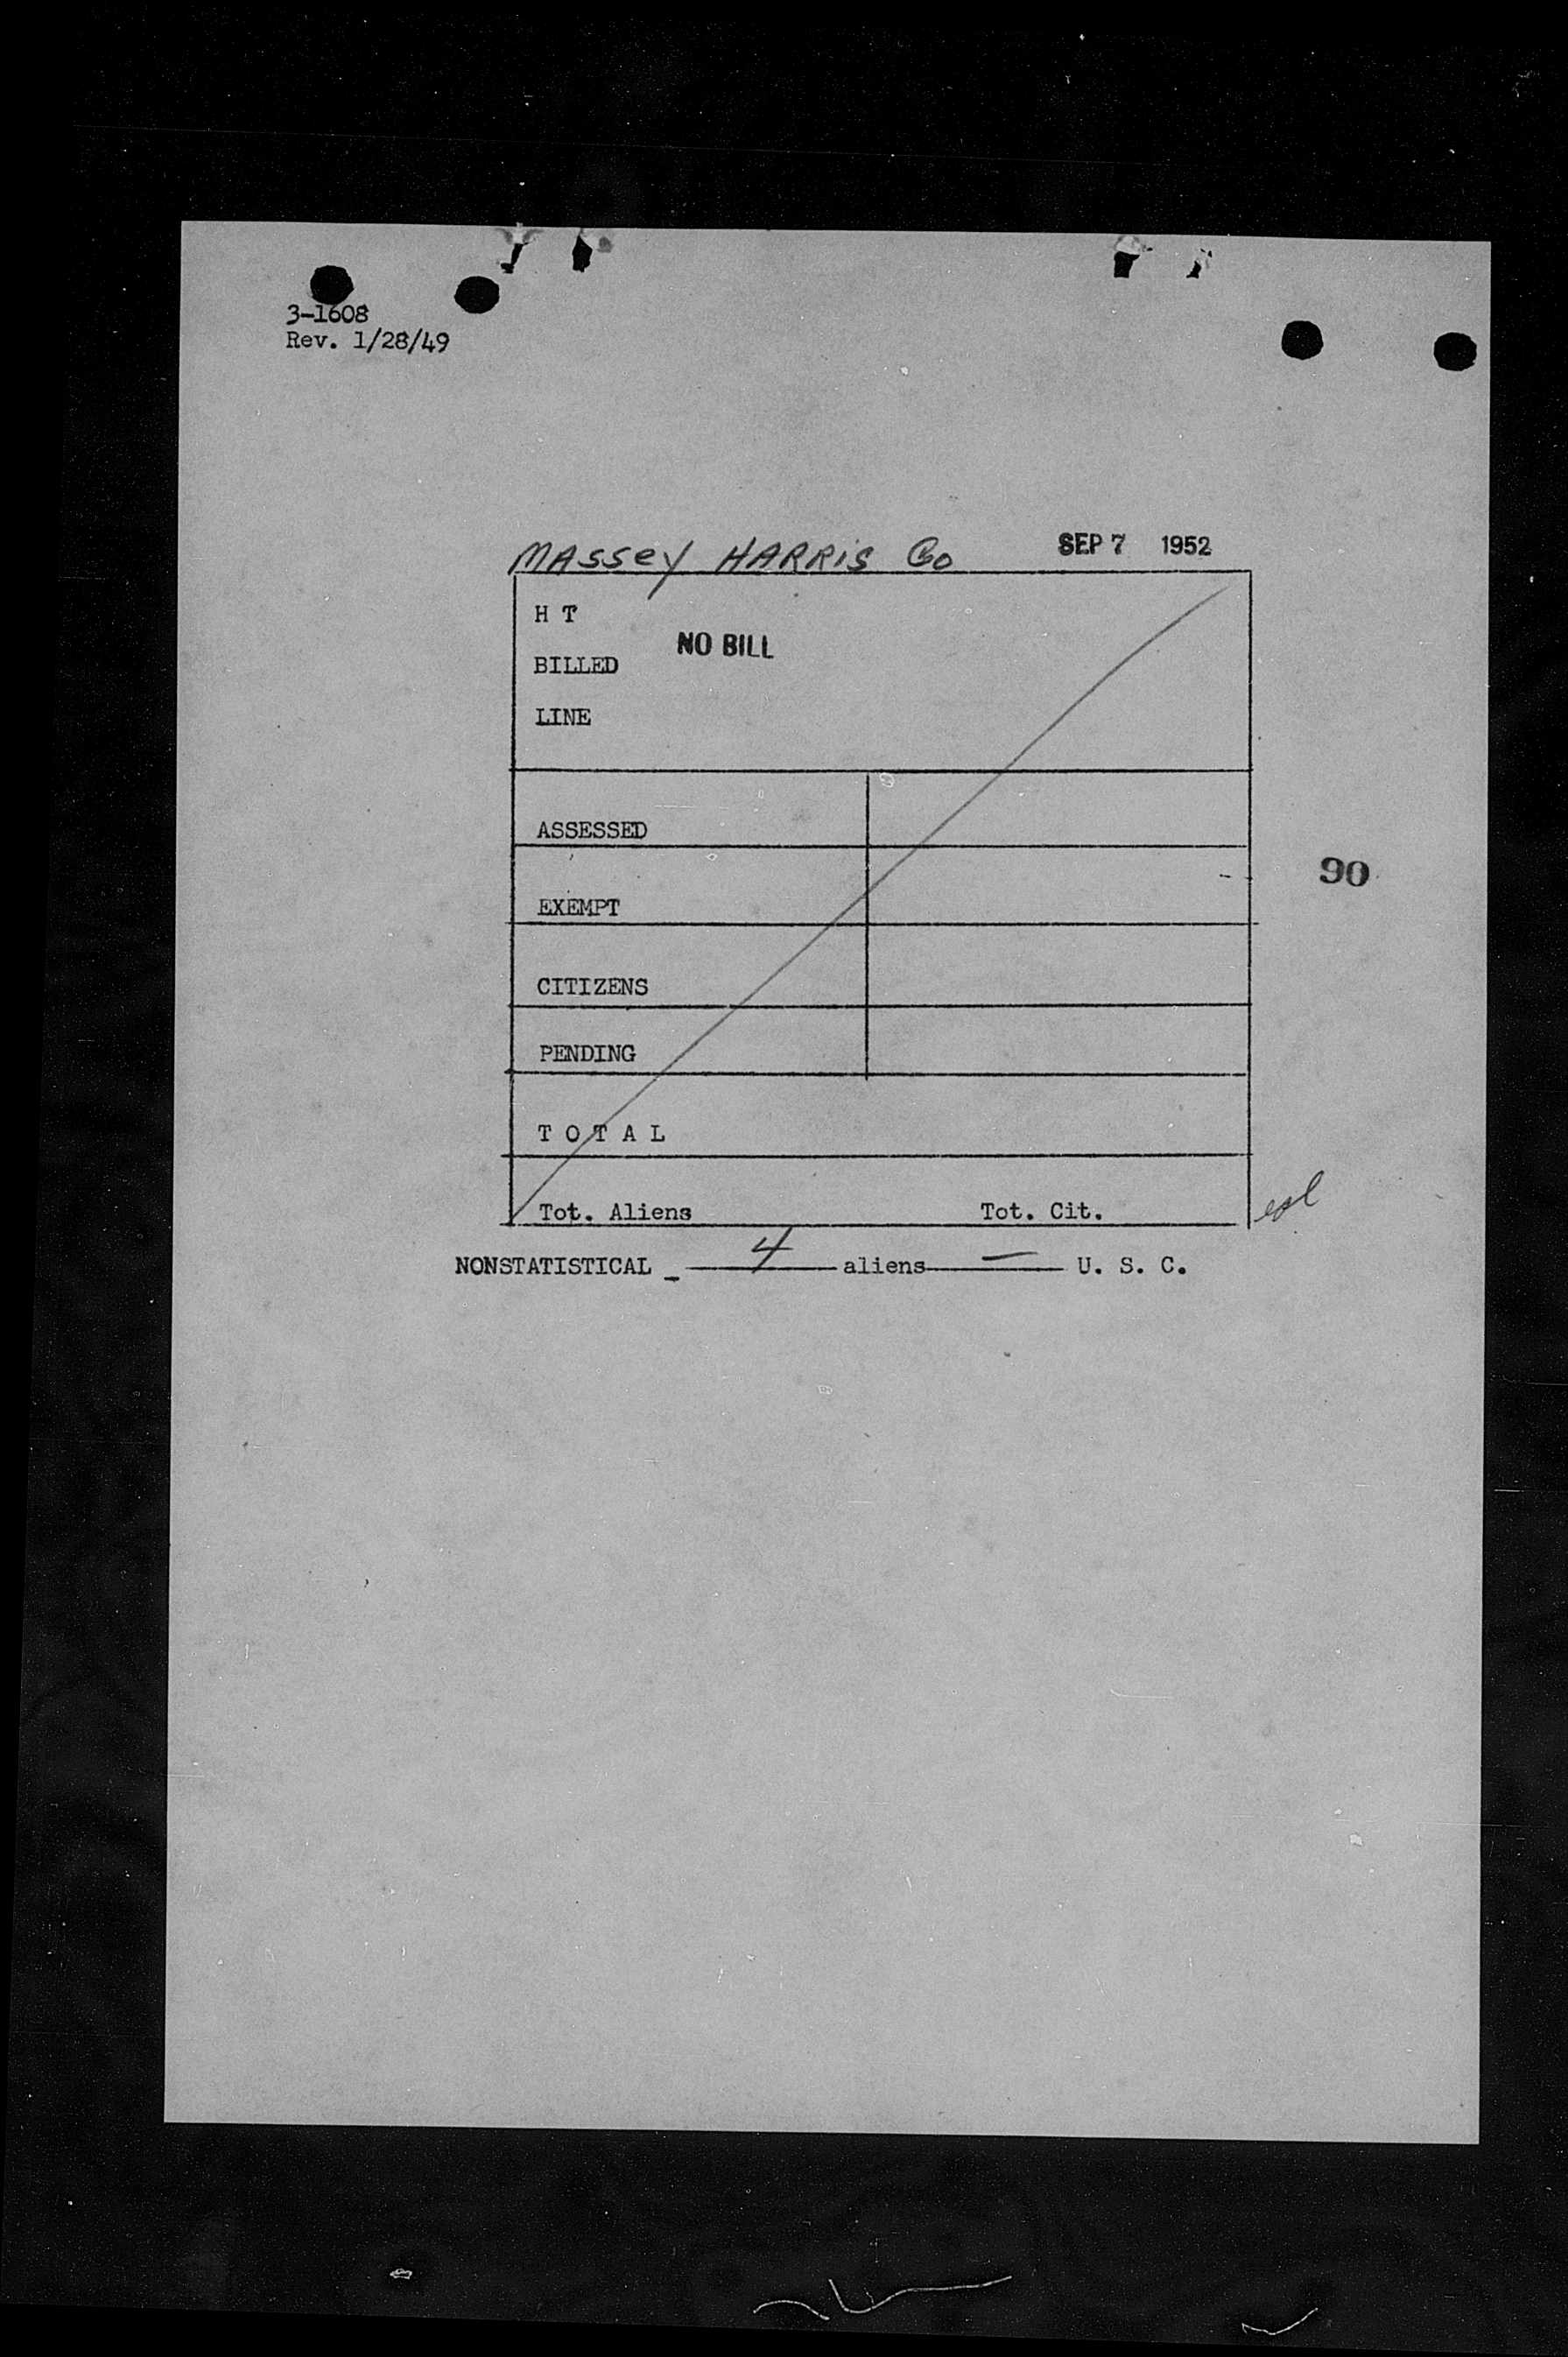 3-1608
Rev. 1/28/49
MASSEY HARRIS Co SEP 7 1952
H T
NO BILL
BILLED
LINE
ASSESSED
90
EXEMPT
CITIZENS
PENDING
T O T A L
Tot. Aliens Tot. Cit.
NONSTATISTICAL 4 aliens — U. S. C.